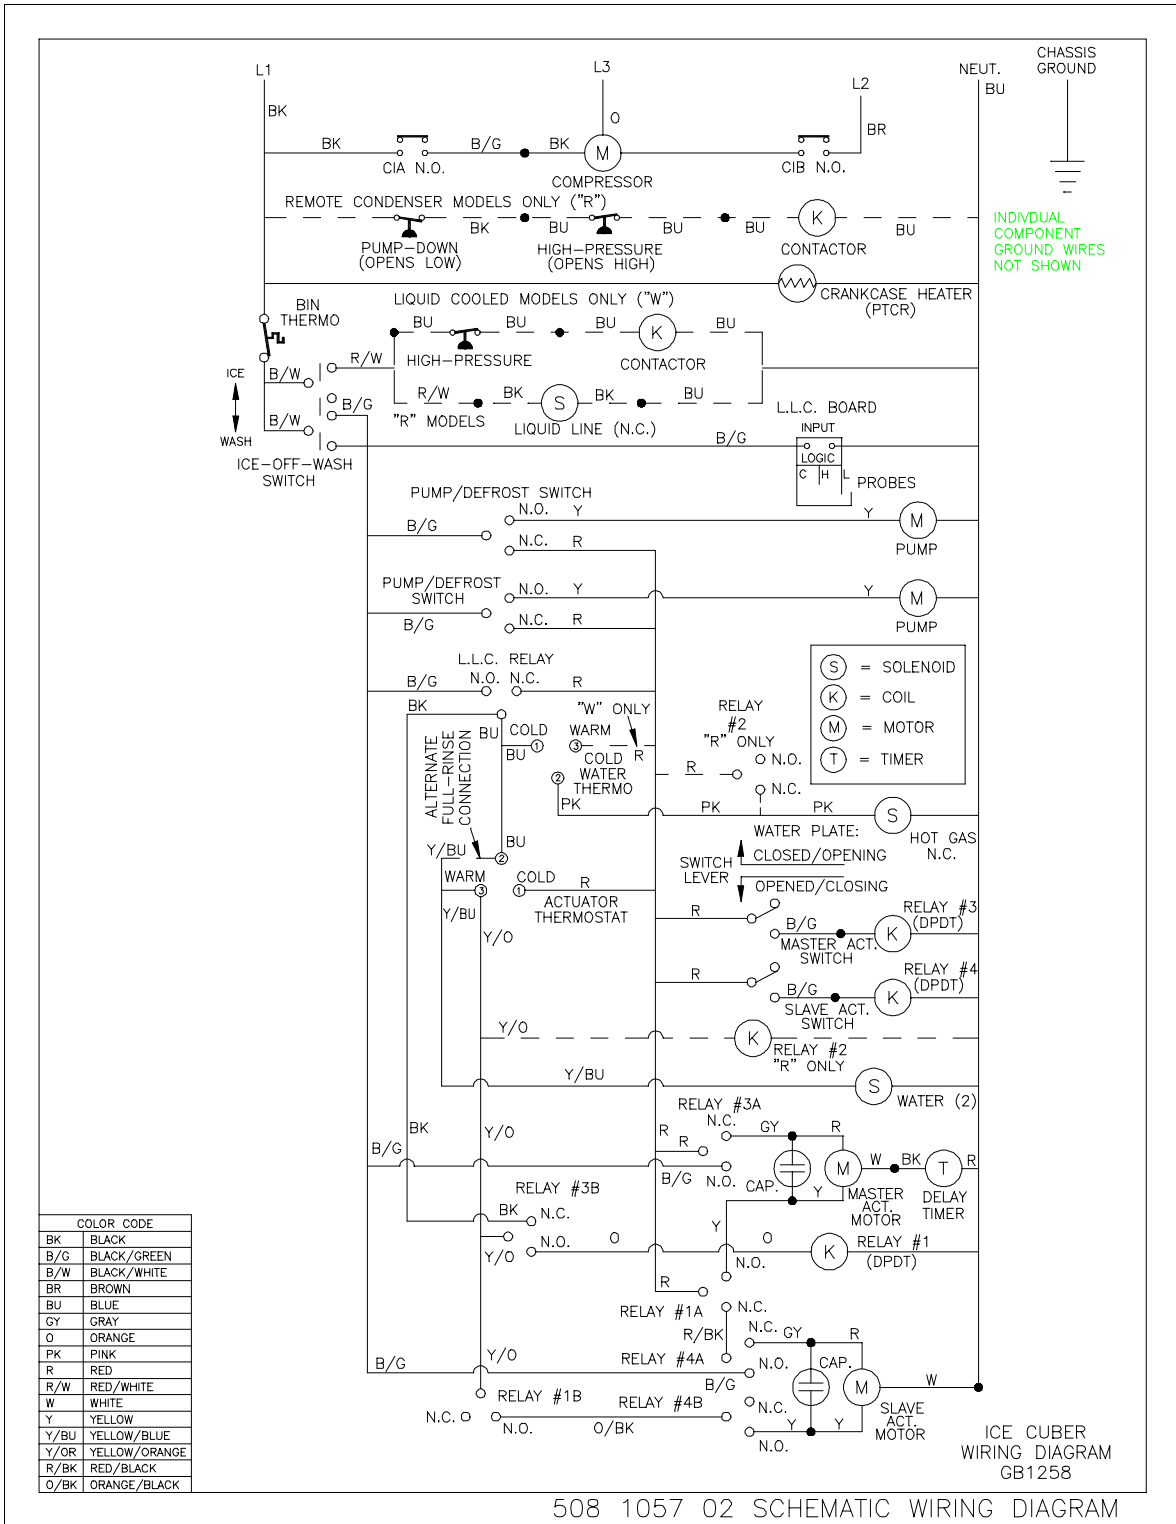 L1
L3
L2
NEUT.
CHASSIS
GROUND
BK
BU
O
BR
BK
B/G
BK
M
CIA N.O.
COMPRESSOR
CIB N.O.
REMOTE CONDENSER MODELS ONLY ("R")
BK
BU
BU
BU
K
BU
PUMP-DOWN
(OPENS LOW)
HIGH-PRESSURE
(OPENS HIGH)
CONTACTOR
INDIVDUAL
COMPONENT
GROUND WIRES
NOT SHOWN
CRANKCASE HEATER
(PTCR)
LIQUID COOLED MODELS ONLY ("W")
BIN
THERMO
BU
BU
BU
K
BU
HIGH-PRESSURE
CONTACTOR
R/W
ICE
B/W
R/W
BK
S
BK
BU
"R" MODELS
LIQUID LINE (N.C.)
B/G
B/W
WASH
ICE-OFF-WASH
SWITCH
L.L.C. BOARD
B/G
INPUT
LOGIC
C
H
L
PROBES
PUMP/DEFROST SWITCH
N.O.
Y
Y
M
B/G
N.C.
R
PUMP
PUMP/DEFROST
SWITCH
N.O.
Y
Y
M
B/G
N.C.
R
PUMP
S = SOLENOID
K = COIL
M = MOTOR
T = TIMER
L.L.C. RELAY
N.O. N.C.
B/G
R
BK
"W" ONLY
RELAY
#2
"R" ONLY
BU
COLD
1
3
WARM
BU
R
COLD
WATER
THERMO
2
N.O.
R
N.C.
PK
PK
PK
S
HOT GAS
N.C.
ALTERNATE
FULL-RINSE
CONNECTION
BU
Y/BU
2
WATER PLATE:
SWITCH
LEVER
CLOSED/OPENING
OPENED/CLOSING
WARM
3
1
COLD
R
ACTUATOR
THERMOSTAT
Y/BU
Y/O
R
B/G
K
RELAY #3
(DPDT)
MASTER ACT.
SWITCH
R
B/G
K
RELAY #4
(DPDT)
SLAVE ACT.
SWITCH
Y/O
K
RELAY #2
"R" ONLY
Y/BU
S
WATER (2)
RELAY #3A
N.C.
GY
R
BK
Y/O
R
R
B/G
B/G
N.O.
CAP.
Y
M
W
BK
T
R
MASTER
ACT.
MOTOR
DELAY
TIMER
RELAY #3B
BK
N.C.
Y
Y/O
N.O.
O
O
K
RELAY #1
(DPDT)
N.O.
R
RELAY #1A
N.C.
R/BK
N.C.
GY
R
Y/O
B/G
RELAY #4A
N.O.
CAP.
B/G
M
W
RELAY #1B
RELAY #4B
N.C.
N.C.
N.O.
O/BK
Y
Y
N.O.
SLAVE
ACT.
MOTOR
COLOR CODE
BK BLACK
B/G BLACK/GREEN
B/W BLACK/WHITE
BR BROWN
BU BLUE
GY GRAY
O ORANGE
PK PINK
R RED
R/W RED/WHITE
W WHITE
Y YELLOW
Y/BU YELLOW/BLUE
Y/OR YELLOW/ORANGE
R/BK RED/BLACK
O/BK ORANGE/BLACK
ICE CUBER
WIRING DIAGRAM
GB1258
508 1057 02 SCHEMATIC WIRING DIAGRAM